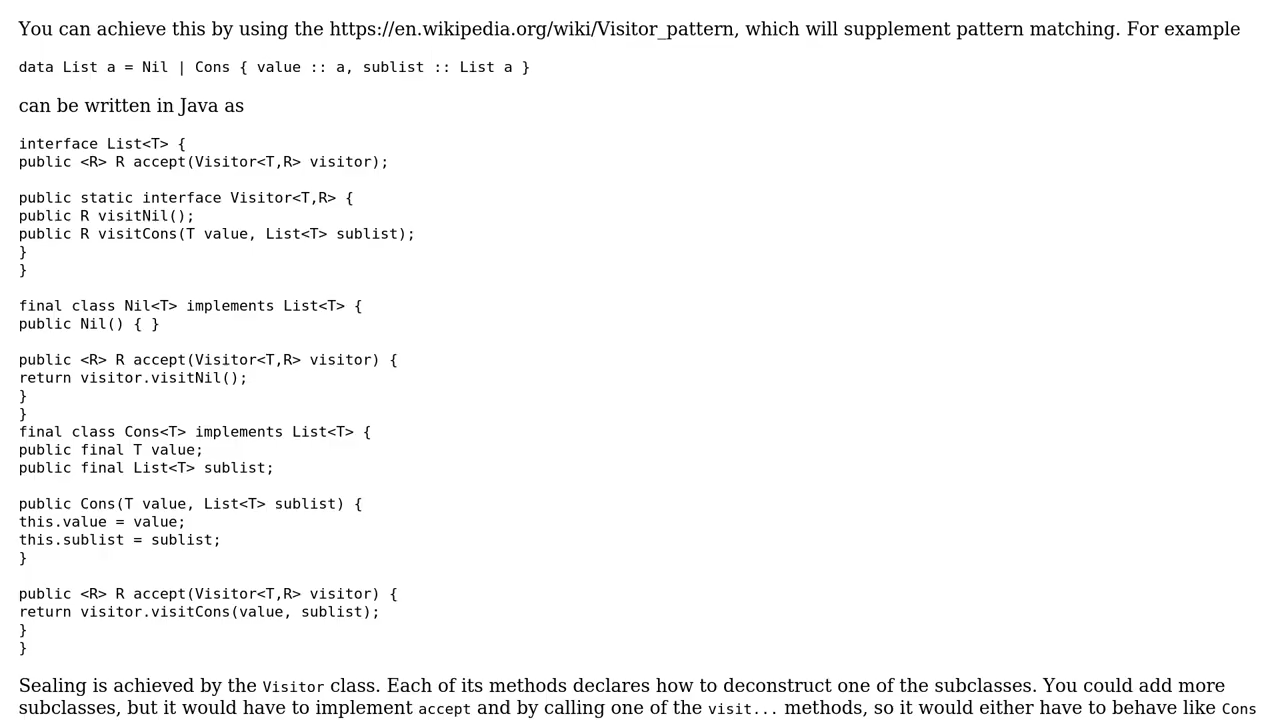 You can achieve this by using the https://en.wikipedia.org/wiki/Visitor_pattern, which will supplement pattern matching. For example
data List a = Nil | Cons { value :: a, sublist :: List a }
can be written in Java as
interface List<T> {
public <R> R accept(Visitor<T,R> visitor);
public static interface Visitor<T,R> {
public R visitNil();
public R visitCons(T value, List<T> sublist);
}
}
final class Nil<T> implements List<T> {
public Nil() { }
public <R> R accept(Visitor<T,R> visitor) {
return visitor.visitNil();
}
}
final class Cons<T> implements List<T> {
public final T value;
public final List<T> sublist;
public Cons(T value, List<T> sublist) {
this.value = value;
this.sublist = sublist;
}
public <R> R accept(Visitor<T,R> visitor) {
return visitor.visitCons(value, sublist);
}
}
Sealing is achieved by the Visitor class. Each of its methods declares how to deconstruct one of the subclasses. You could add more
subclasses, but it would have to implement accept and by calling one of the visit... methods, so it would either have to behave like Cons